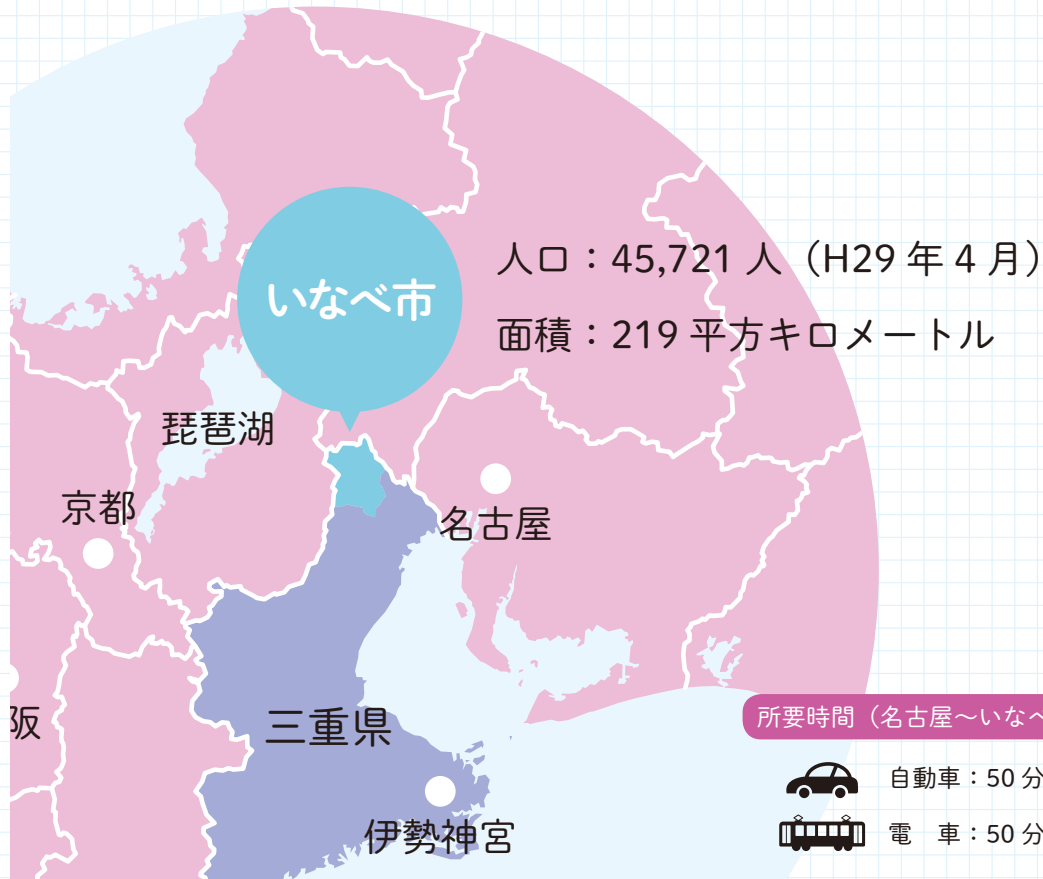 いなべ市
人口：45,721 人（H29 年 4 月）
面積：219 平方キロメートル
琵琶湖
京都
名古屋
阪
三重県
伊勢神宮
所要時間（名古屋～いなべ
自動車：50 分
電　車：50 分